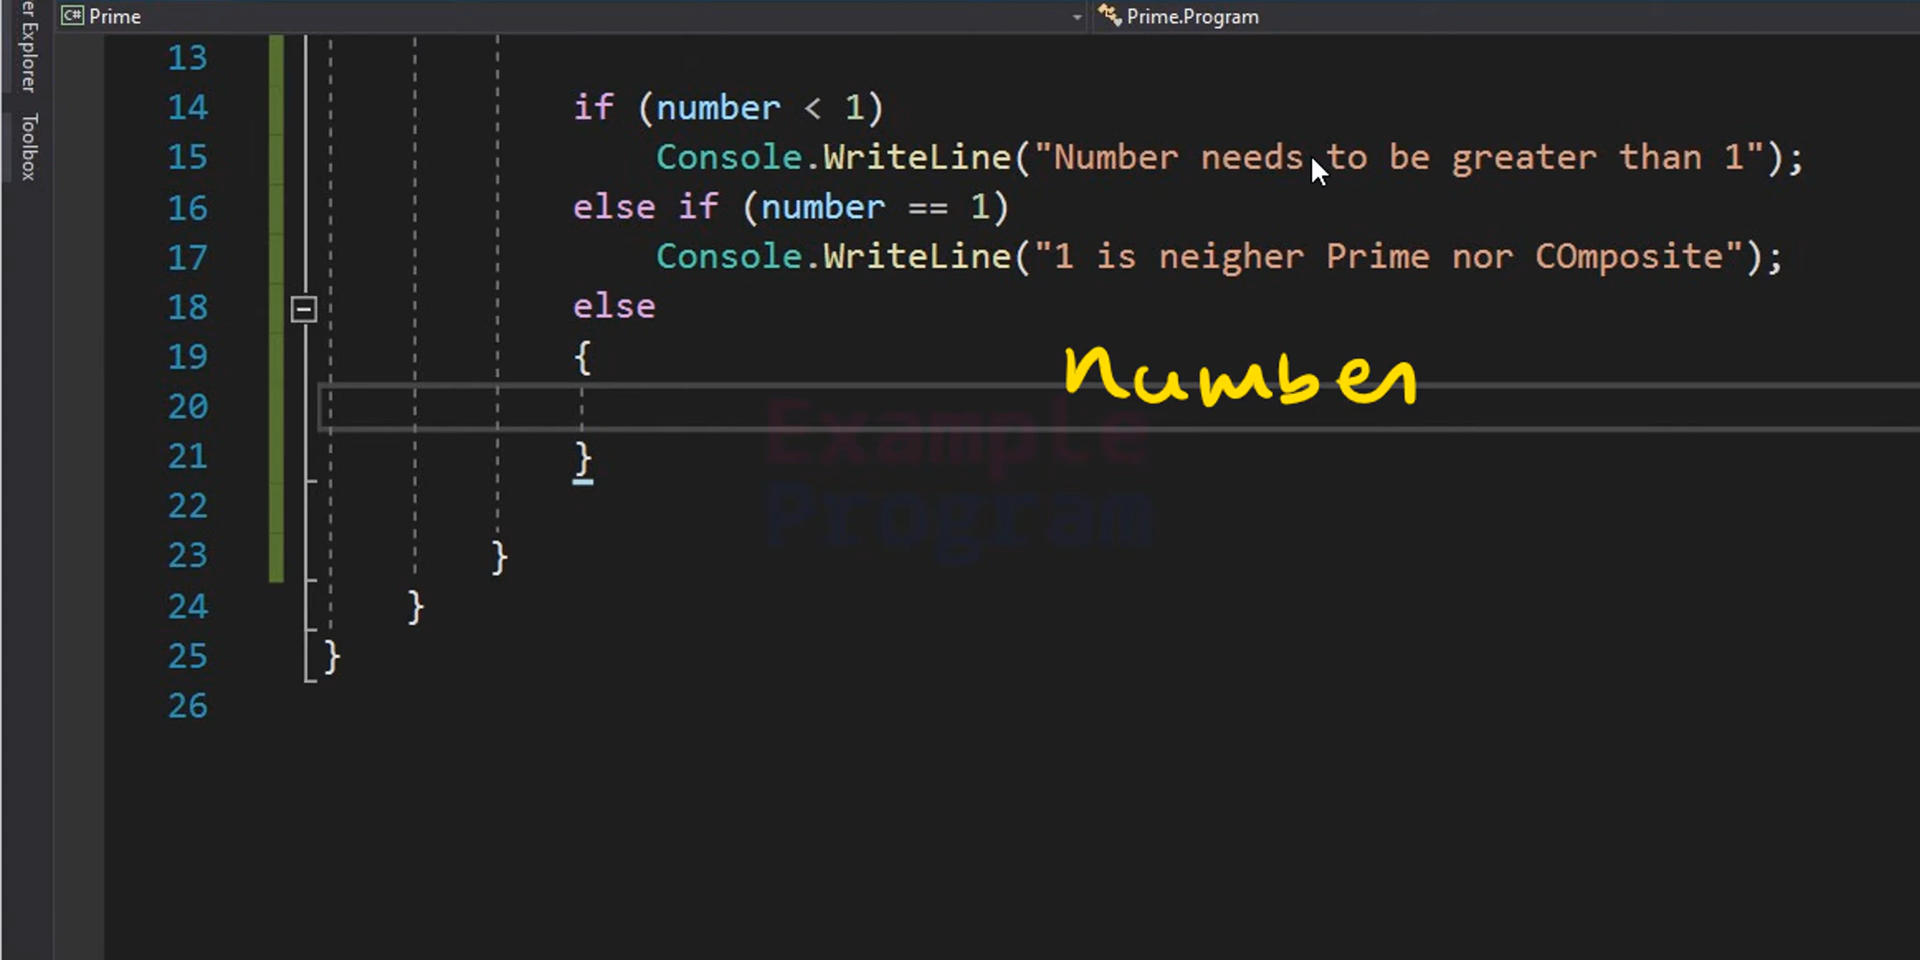 er Explorer
Toolbox
C# Prime
Prime.Program
13
14 if (number < 1)
15 Console.WriteLine("Number needs to be greater than 1");
16 else if (number == 1)
17 Console.WriteLine("1 is neigher Prime nor COmposite");
18 else
19 {
Number
20
Example
21 }
Program
22
23 }
24 }
25 }
26